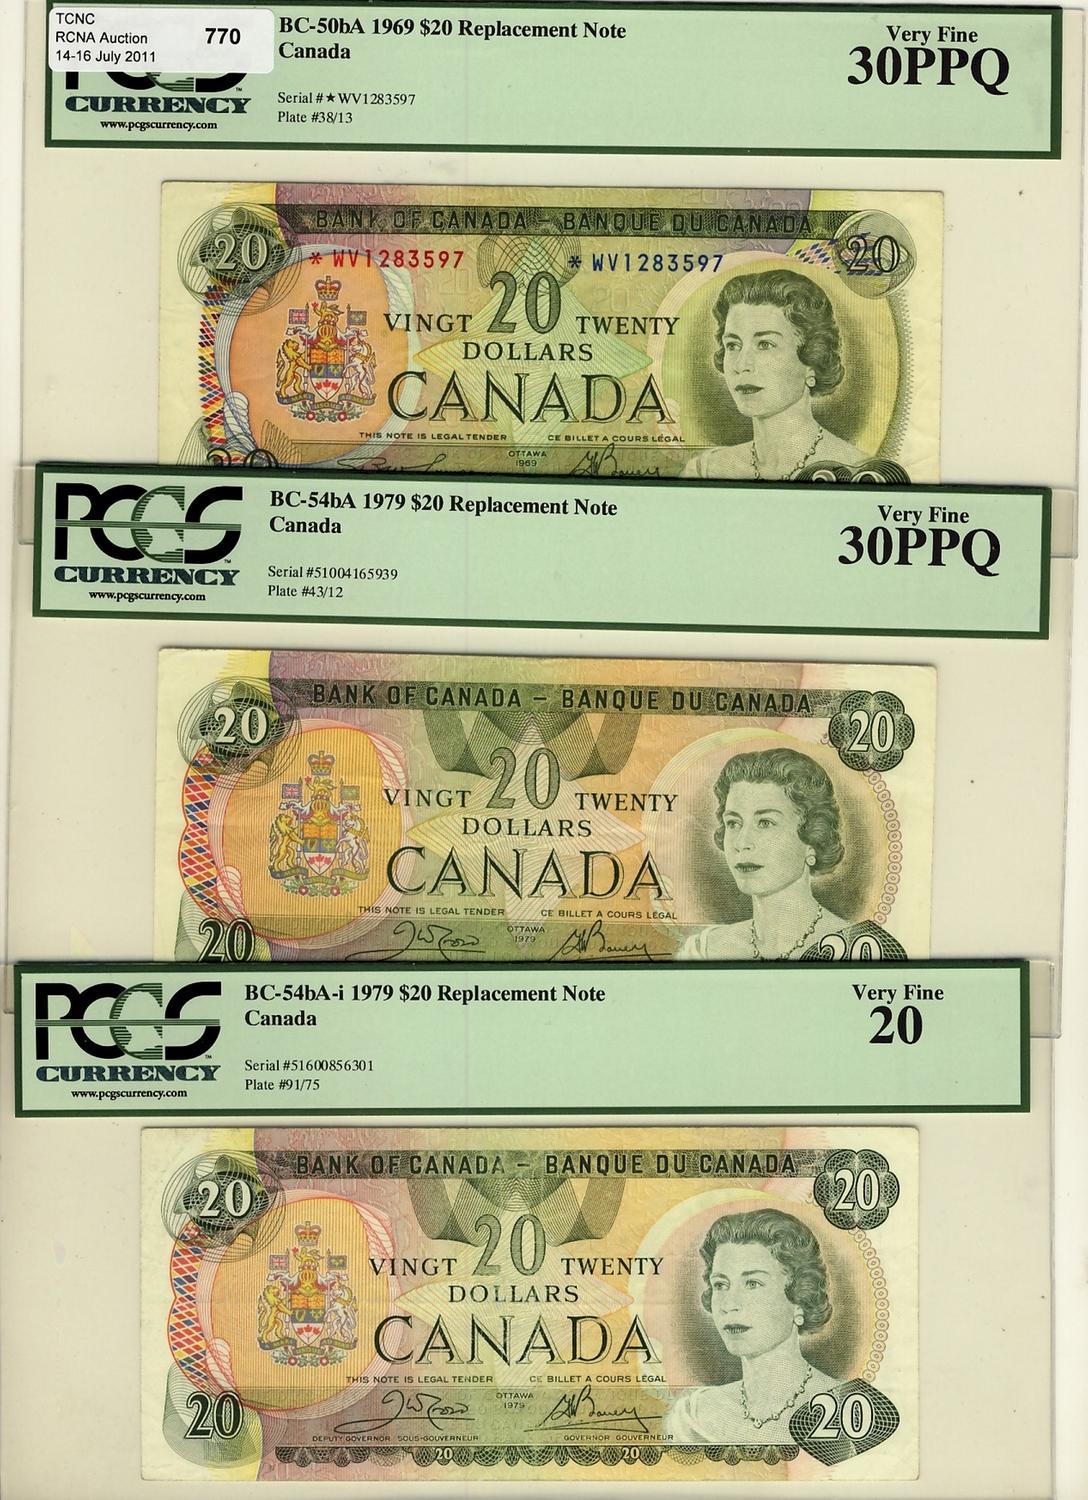 TCNC
RCNA Auction 770
14-16 July 2011
BC-50bA 1969 $20 Replacement Note
Canada
Very Fine
30PPQ
PCGS
CURRENCY
www.pcgscurrency.com
Serial #★WV1283597
Plate #38/13
BANK OF CANADA – BANQUE DU CANADA
20 20
* WV1283597 * WV1283597
VINGT 20 TWENTY
DOLLARS
CANADA
THIS NOTE IS LEGAL TENDER CE BILLET A COURS LÉGAL
OTTAWA
1969
20 20
PCGS
CURRENCY
www.pcgscurrency.com
BC-54bA 1979 $20 Replacement Note
Canada
Very Fine
30PPQ
Serial #51004165939
Plate #43/12
BANK OF CANADA – BANQUE DU CANADA
20 20
VINGT 20 TWENTY
DOLLARS
CANADA
THIS NOTE IS LEGAL TENDER CE BILLET A COURS LÉGAL
OTTAWA
1979
20 20
PCGS
CURRENCY
www.pcgscurrency.com
BC-54bA-i 1979 $20 Replacement Note
Canada
Very Fine
20
Serial #51600856301
Plate #91/75
BANK OF CANADA – BANQUE DU CANADA
20 20
VINGT 20 TWENTY
DOLLARS
CANADA
THIS NOTE IS LEGAL TENDER CE BILLET A COURS LÉGAL
OTTAWA
1979
20 20
DEPUTY GOVERNOR SOUS-GOUVERNEUR GOVERNOR GOUVERNEUR
20 20